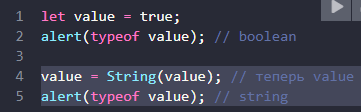 1 let value = true;
2 alert(typeof value); // boolean
3
4 value = String(value); // теперь value
5 alert(typeof value); // string